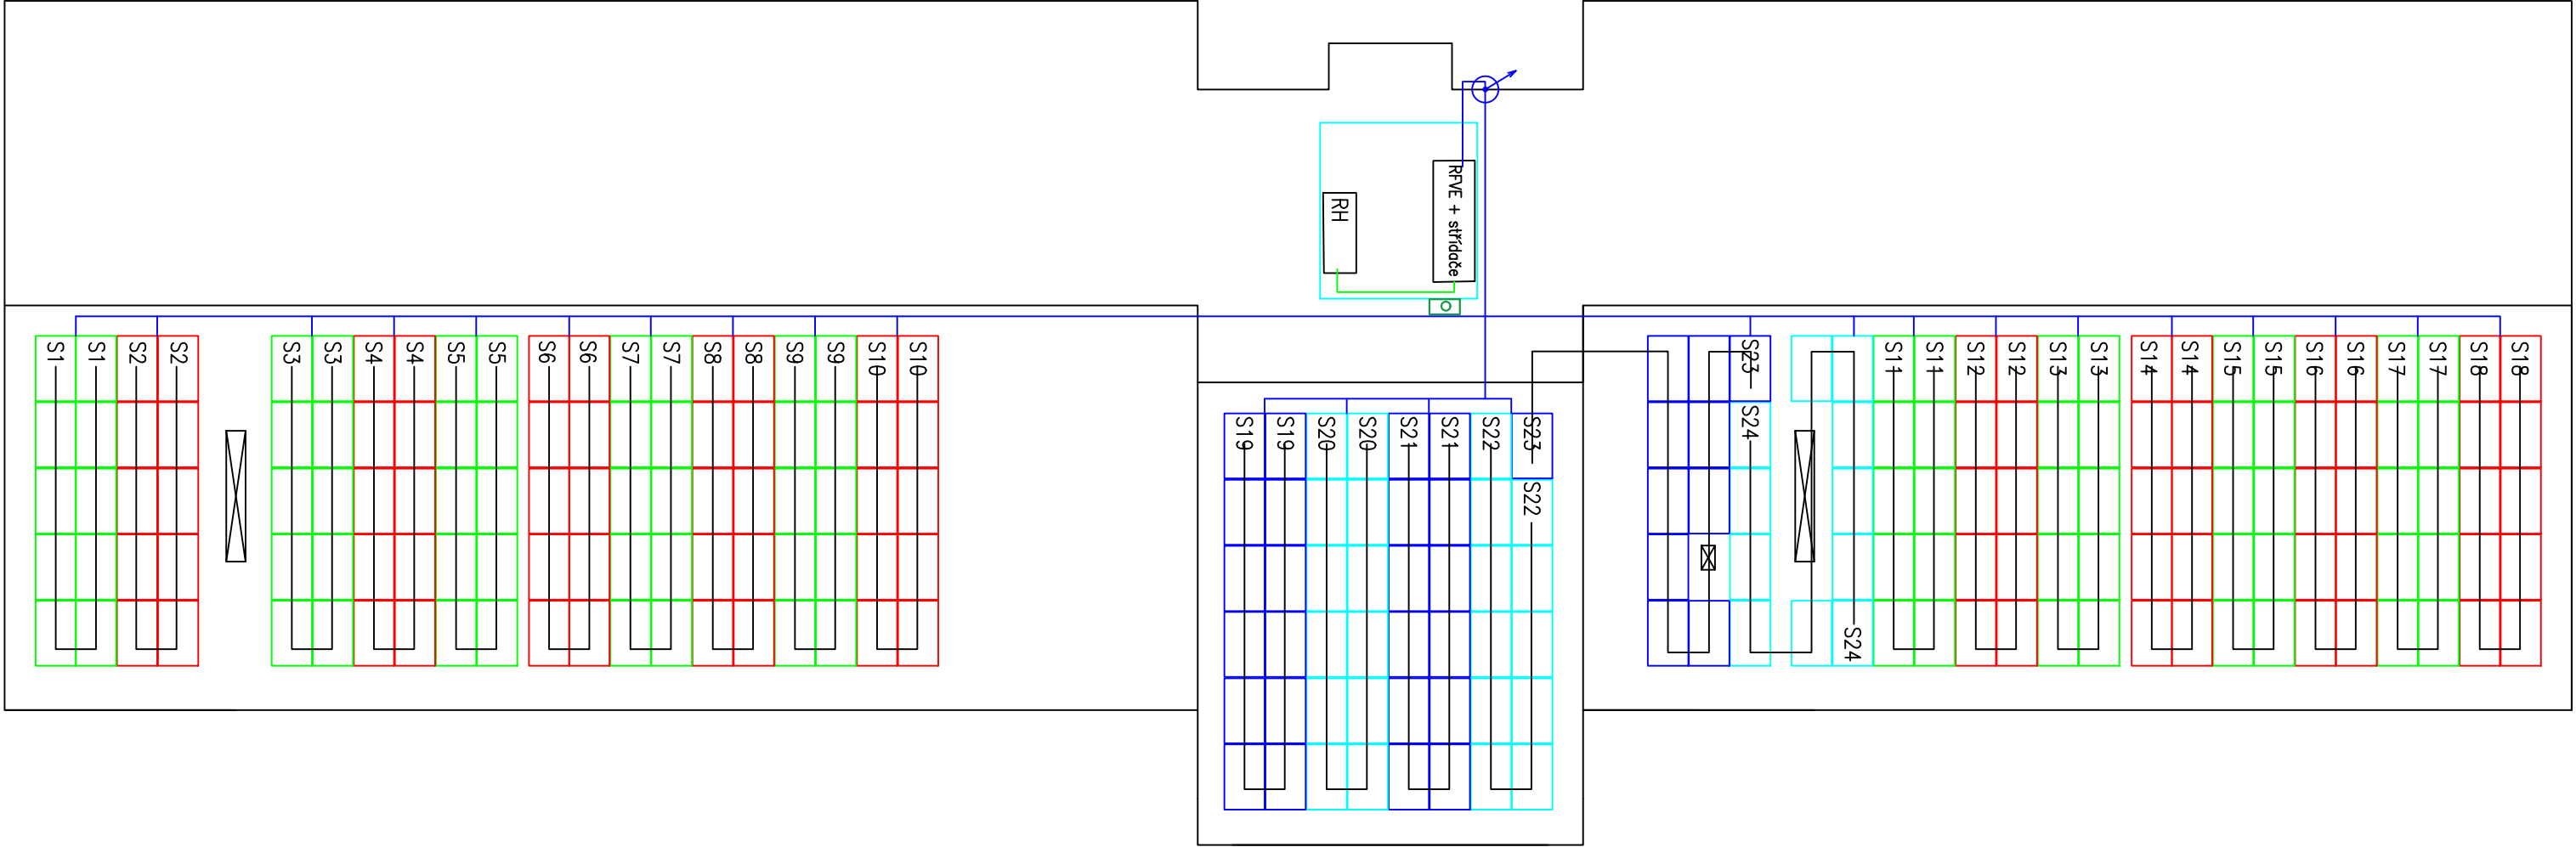 RFVE + střídače
RH
S1
S1
S2
S2
S3
S3
S4
S4
S5
S5
S6
S6
S7
S7
S8
S8
S9
S9
S10
S10
S23
S11
S11
S12
S12
S13
S13
S14
S14
S15
S15
S16
S16
S17
S17
S18
S18
S24
S19
S19
S20
S20
S21
S21
S22
S23
S22
S24